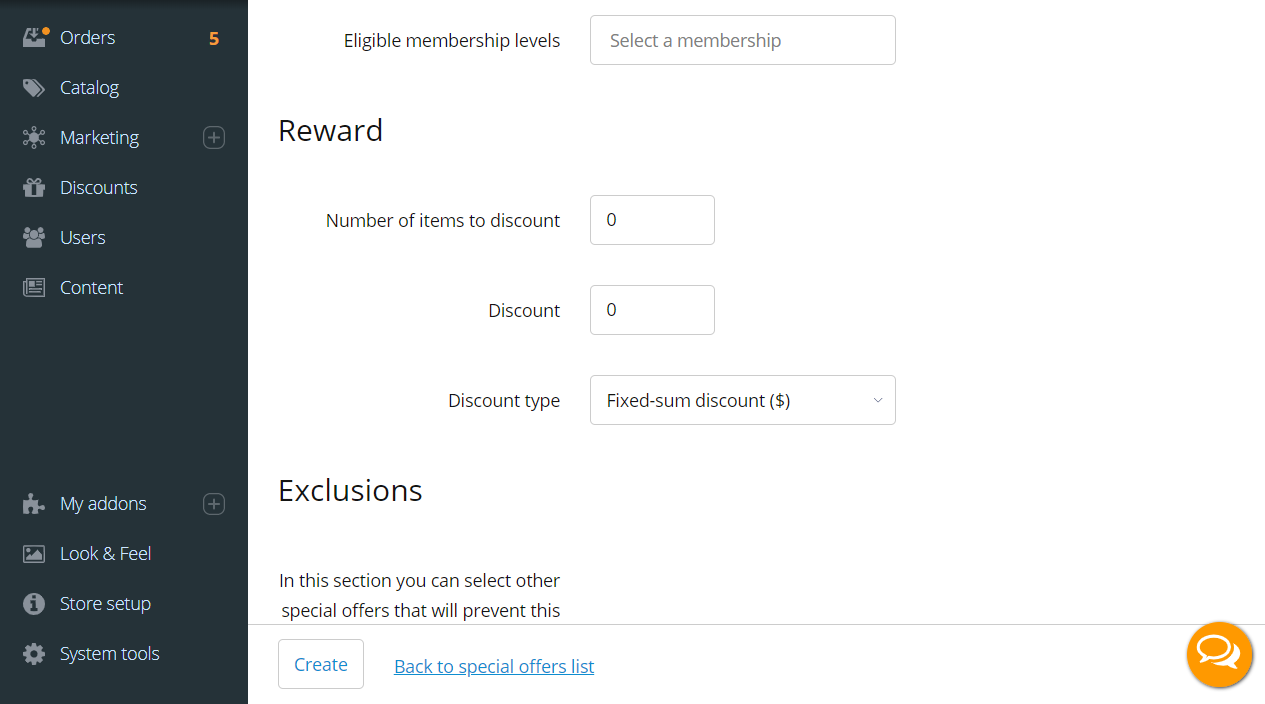 Orders 5
Catalog
Marketing
Discounts
Users
Content
My addons
Look & Feel
Store setup
System tools
Eligible membership levels Select a membership
Reward
Number of items to discount 0
Discount 0
Discount type Fixed-sum discount ($)
Exclusions
In this section you can select other
special offers that will prevent this
Create Back to special offers list